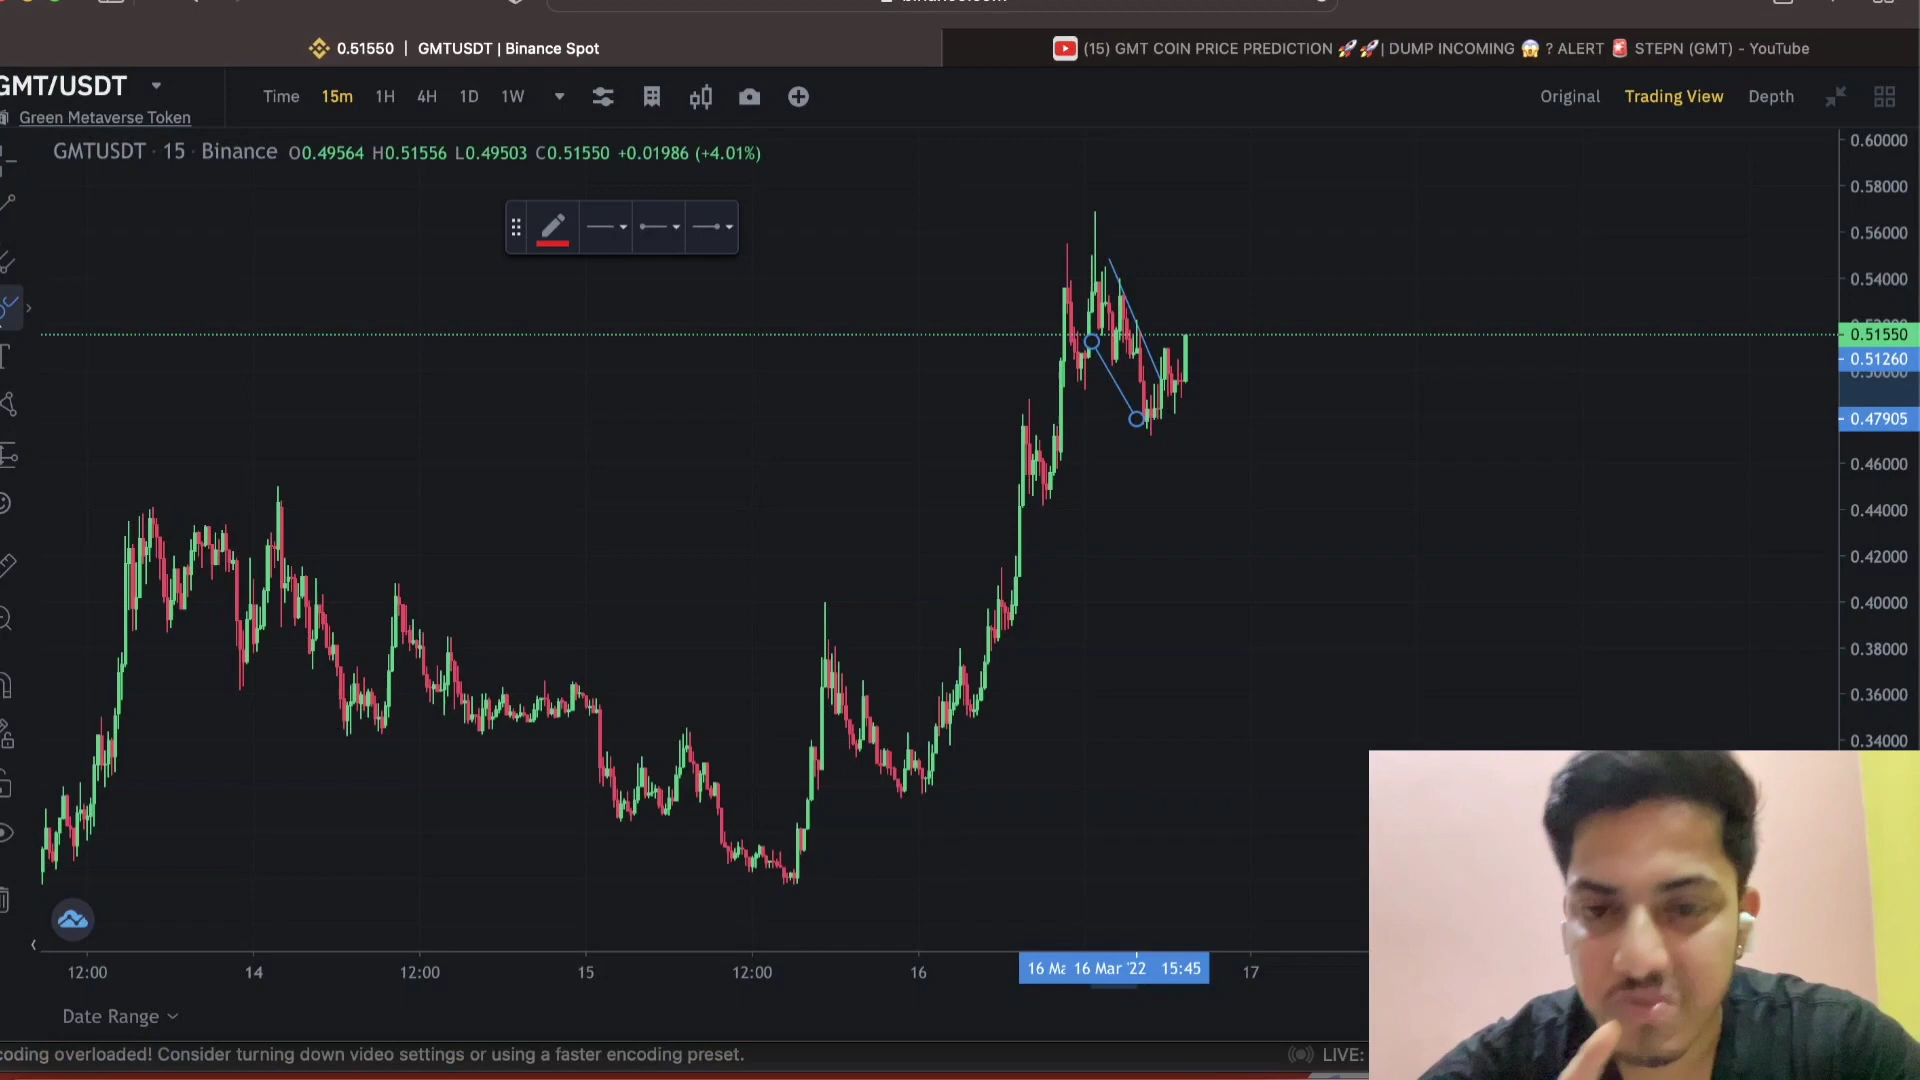 0.51550 | GMTUSDT | Binance Spot
(15) GMT COIN PRICE PREDICTION 🚀🚀| DUMP INCOMING 😱 ? ALERT 🚨 STEPN (GMT) - YouTube
GMT/USDT
Green Metaverse Token
Time 15m 1H 4H 1D 1W
Original Trading View Depth
GMTUSDT · 15 · Binance O0.49564 H0.51556 L0.49503 C0.51550 +0.01986 (+4.01%)
0.60000
0.58000
0.56000
0.54000
0.51550
0.51260
0.47905
0.46000
0.44000
0.42000
0.40000
0.38000
0.36000
0.34000
12:00 14 12:00 15 12:00 16 16 Ma 16 Mar '22 15:45 17
Date Range
coding overloaded! Consider turning down video settings or using a faster encoding preset.
LIVE: